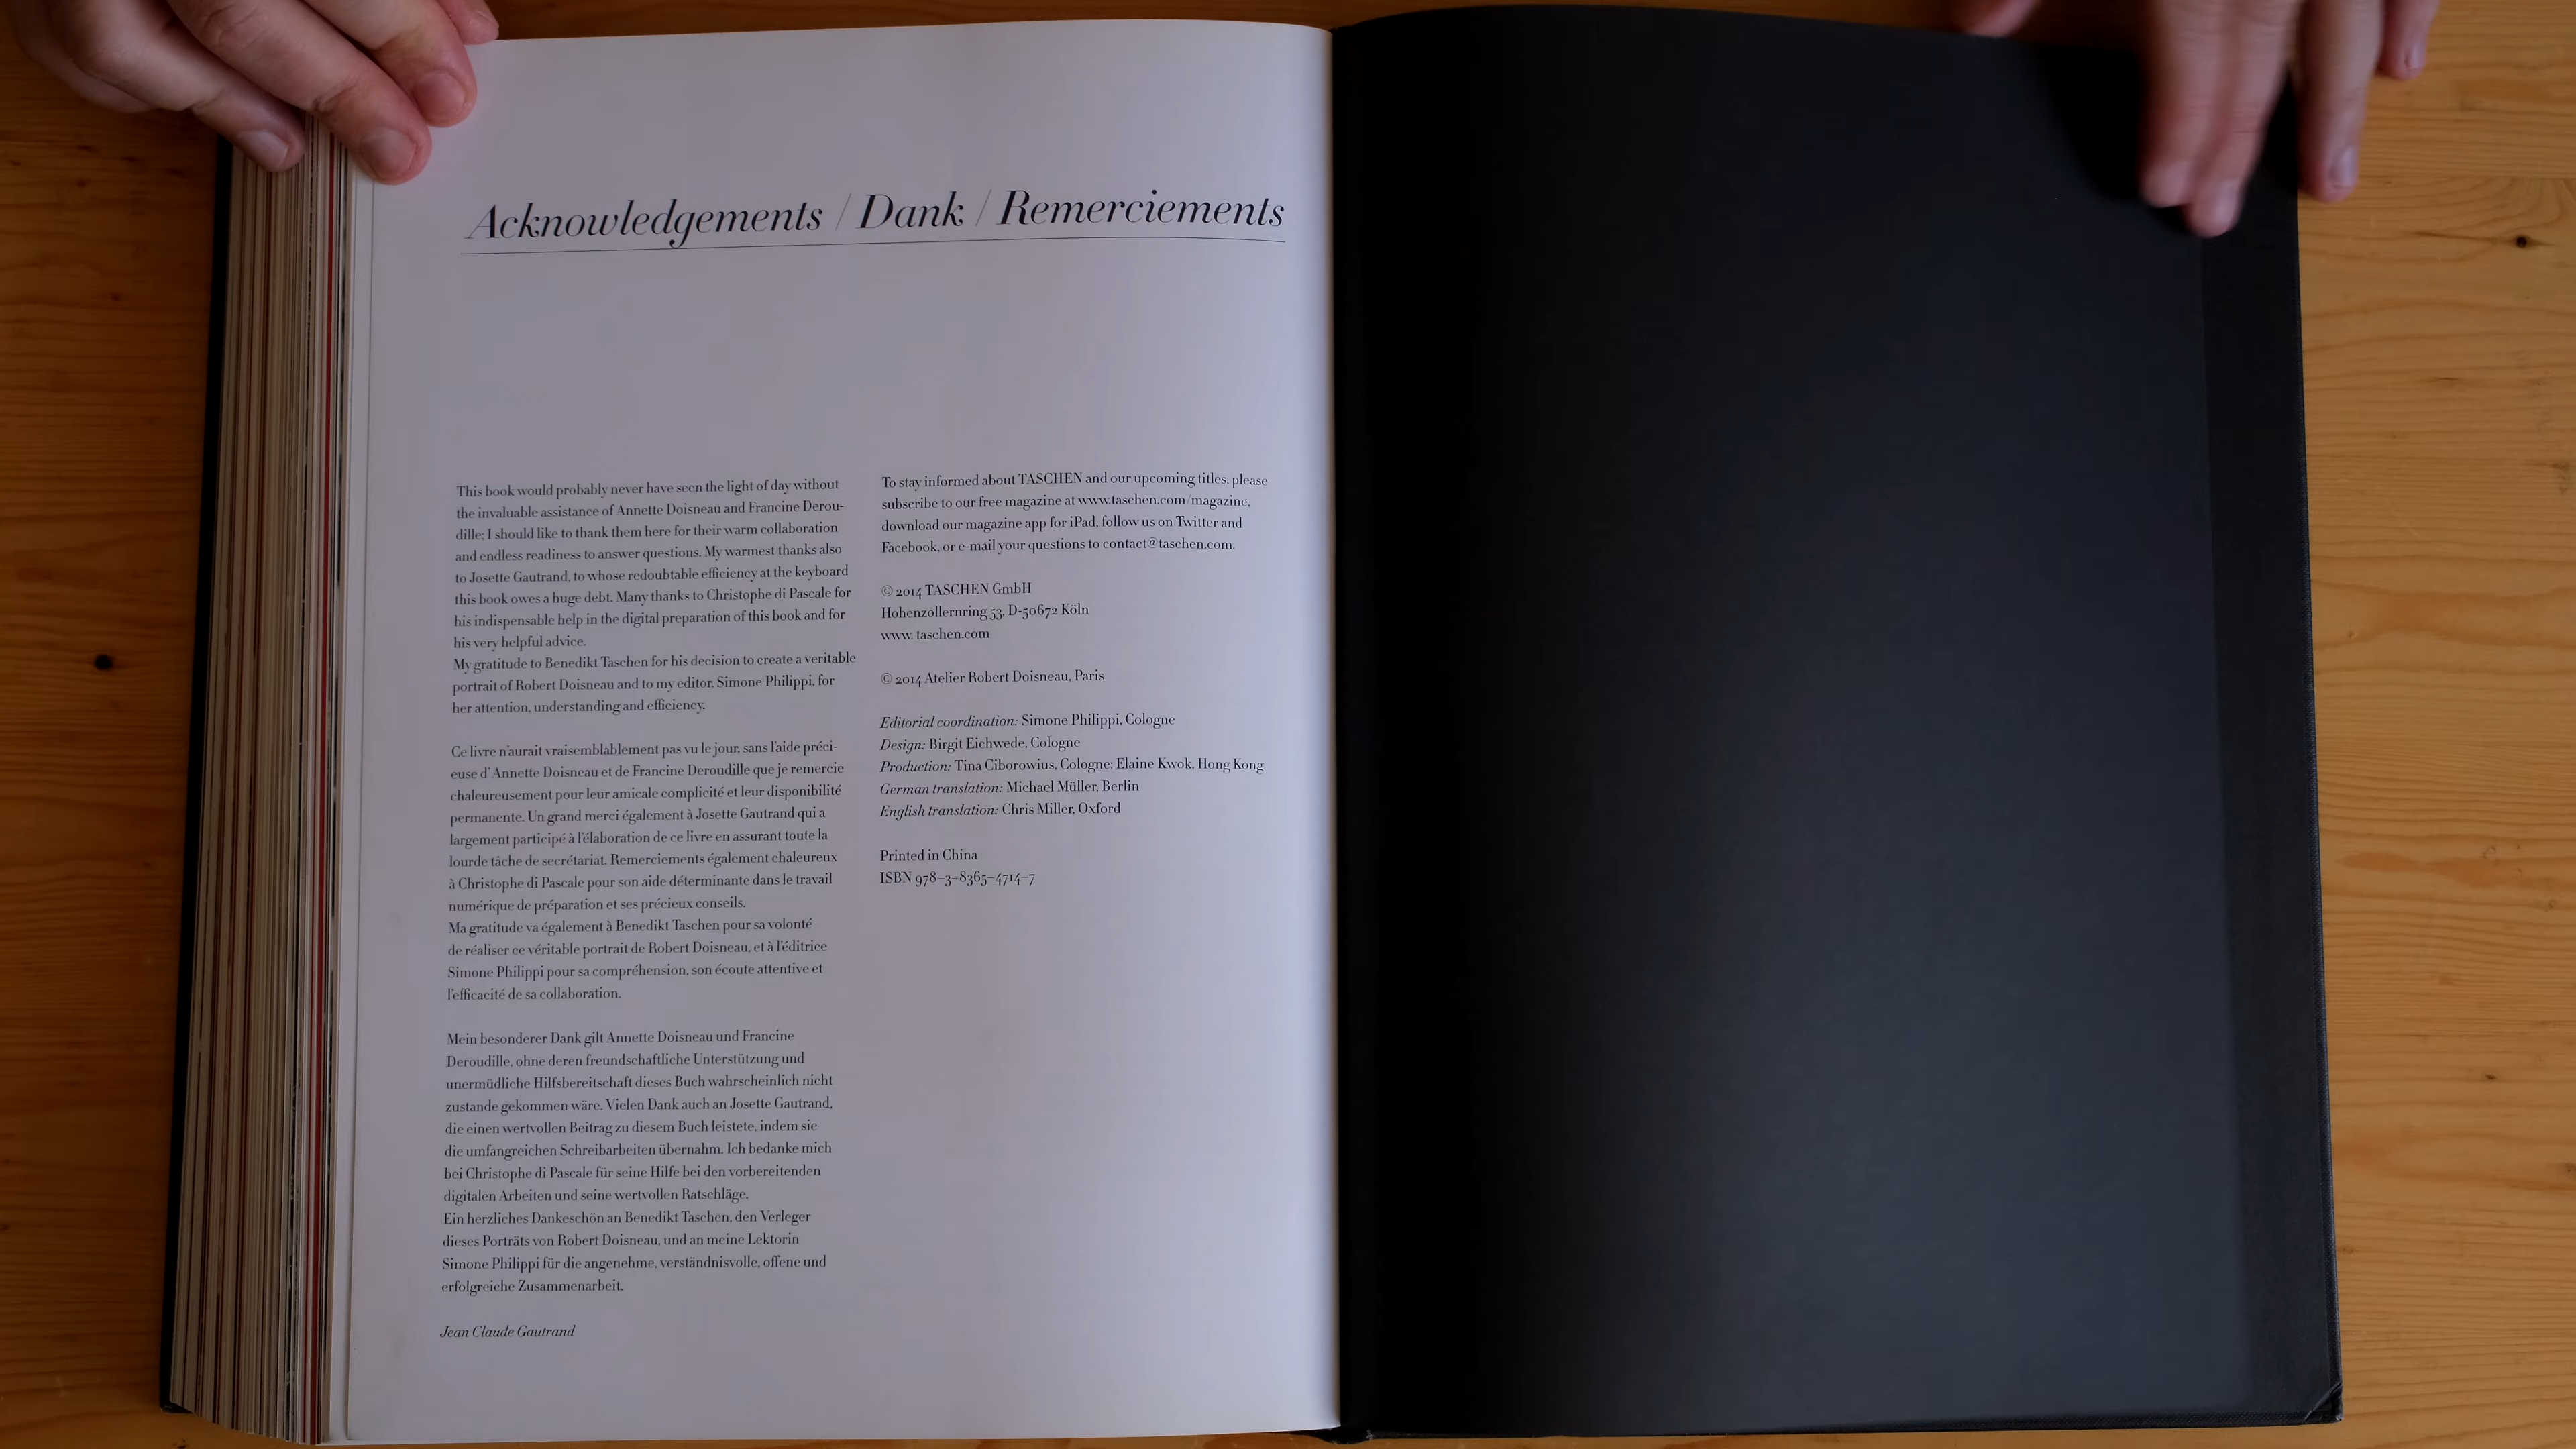 Acknowledgements / Dank / Remerciements
This book would probably never have seen the light of day without
the invaluable assistance of Annette Doisneau and Francine Derou-
dille; I should like to thank them here for their warm collaboration
and endless readiness to answer questions. My warmest thanks also
to Josette Gautrand, to whose redoubtable efficiency at the keyboard
this book owes a huge debt. Many thanks to Christophe di Pascale for
his indispensable help in the digital preparation of this book and for
his very helpful advice.
My gratitude to Benedikt Taschen for his decision to create a veritable
portrait of Robert Doisneau and to my editor, Simone Philippi, for
her attention, understanding and efficiency.
Ce livre n'aurait vraisemblablement pas vu le jour, sans l'aide préci-
euse d' Annette Doisneau et de Francine Deroudille que je remercie
chaleureusement pour leur amicale complicité et leur disponibilité
permanente. Un grand merci également à Josette Gautrand qui a
largement participé à l'élaboration de ce livre en assurant toute la
lourde tâche de secrétariat. Remerciements également chaleureux
à Christophe di Pascale pour son aide déterminante dans le travail
numérique de préparation et ses précieux conseils.
Ma gratitude va également à Benedikt Taschen pour sa volonté
de réaliser ce véritable portrait de Robert Doisneau, et à l'éditrice
Simone Philippi pour sa compréhension, son écoute attentive et
l'efficacité de sa collaboration.
Mein besonderer Dank gilt Annette Doisneau und Francine
Deroudille, ohne deren freundschaftliche Unterstützung und
unermüdliche Hilfsbereitschaft dieses Buch wahrscheinlich nicht
zustande gekommen wäre. Vielen Dank auch an Josette Gautrand,
die einen wertvollen Beitrag zu diesem Buch leistete, indem sie
die umfangreichen Schreibarbeiten übernahm. Ich bedanke mich
bei Christophe di Pascale für seine Hilfe bei den vorbereitenden
digitalen Arbeiten und seine wertvollen Ratschläge.
Ein herzliches Dankeschön an Benedikt Taschen, den Verleger
dieses Porträts von Robert Doisneau, und an meine Lektorin
Simone Philippi für die angenehme, verständnisvolle, offene und
erfolgreiche Zusammenarbeit.
Jean Claude Gautrand
To stay informed about TASCHEN and our upcoming titles, please
subscribe to our free magazine at www.taschen.com/magazine,
download our magazine app for iPad, follow us on Twitter and
Facebook, or e-mail your questions to contact@taschen.com.
© 2014 TASCHEN GmbH
Hohenzollernring 53, D-50672 Köln
www. taschen.com
© 2014 Atelier Robert Doisneau, Paris
Editorial coordination: Simone Philippi, Cologne
Design: Birgit Eichwede, Cologne
Production: Tina Ciborowius, Cologne; Elaine Kwok, Hong Kong
German translation: Michael Müller, Berlin
English translation: Chris Miller, Oxford
Printed in China
ISBN 978–3–8365–4714–7